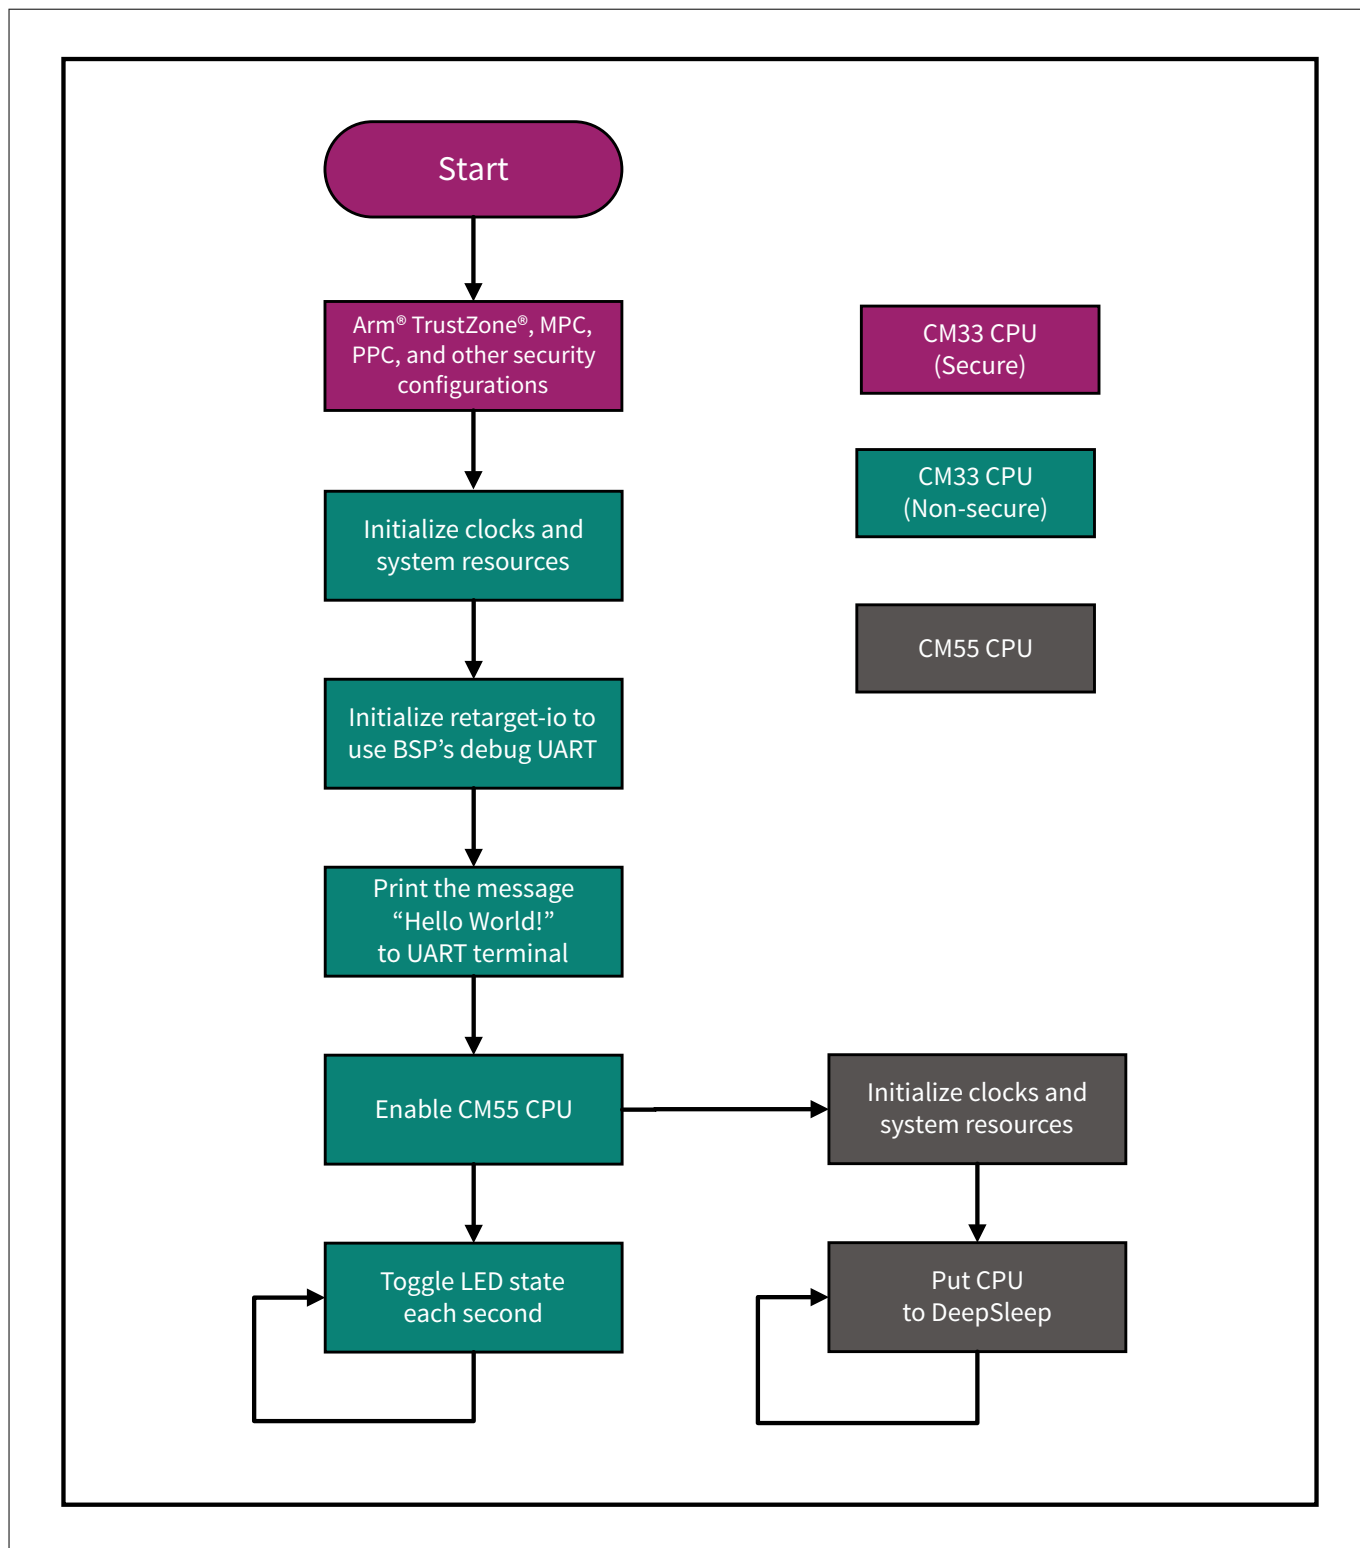 Start
Arm® TrustZone®, MPC,
PPC, and other security
configurations
CM33 CPU
(Secure)
CM33 CPU
(Non-secure)
Initialize clocks and
system resources
CM55 CPU
Initialize retarget-io to
use BSP’s debug UART
Print the message
“Hello World!”
to UART terminal
Enable CM55 CPU
Initialize clocks and
system resources
Toggle LED state
each second
Put CPU
to DeepSleep